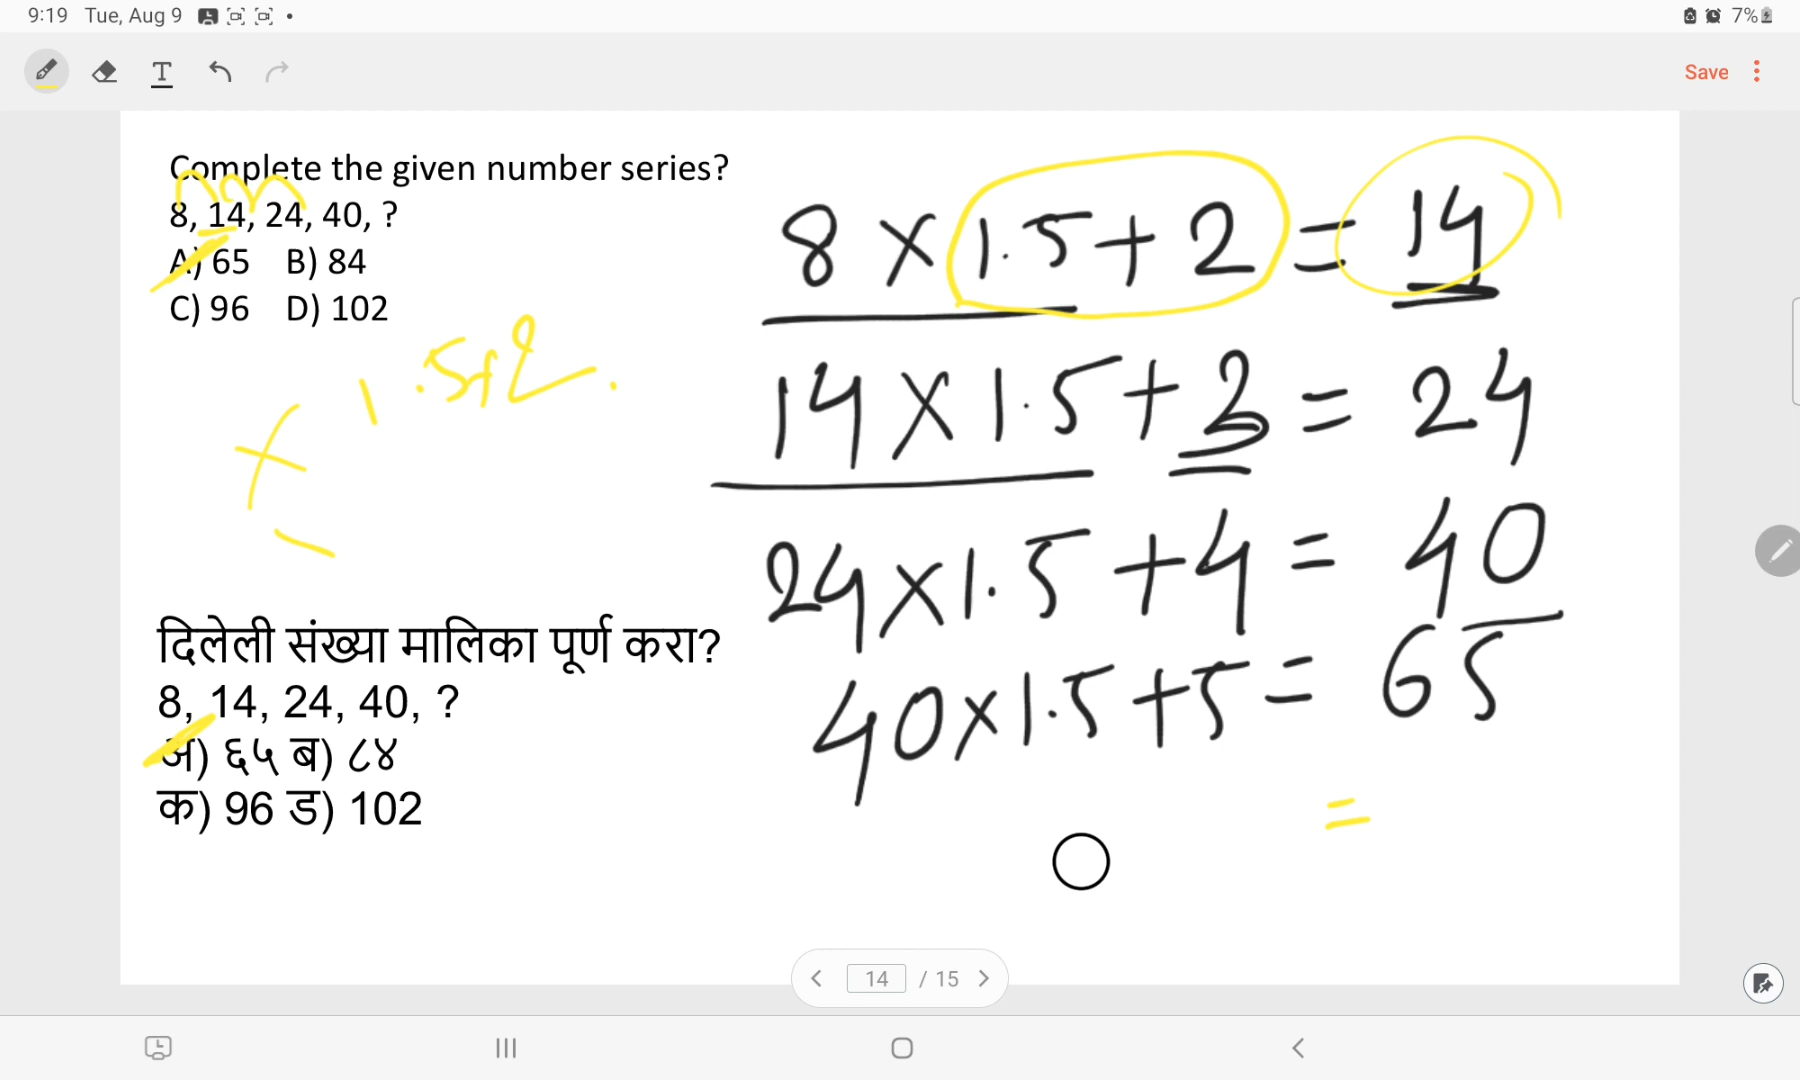 9:19 Tue, Aug 9
7%
Save
Complete the given number series?
8, 14, 24, 40, ?
A) 65 B) 84
C) 96 D) 102
× 1.5+2.
8 × 1.5 + 2 = 14
14 × 1.5 + 3 = 24
24 × 1.5 + 4 = 40
40 × 1.5 + 5 = 65
=
दिलेली संख्या मालिका पूर्ण करा?
8, 14, 24, 40, ?
अ) ६५ ब) ८४
क) 96 ड) 102
14 / 15